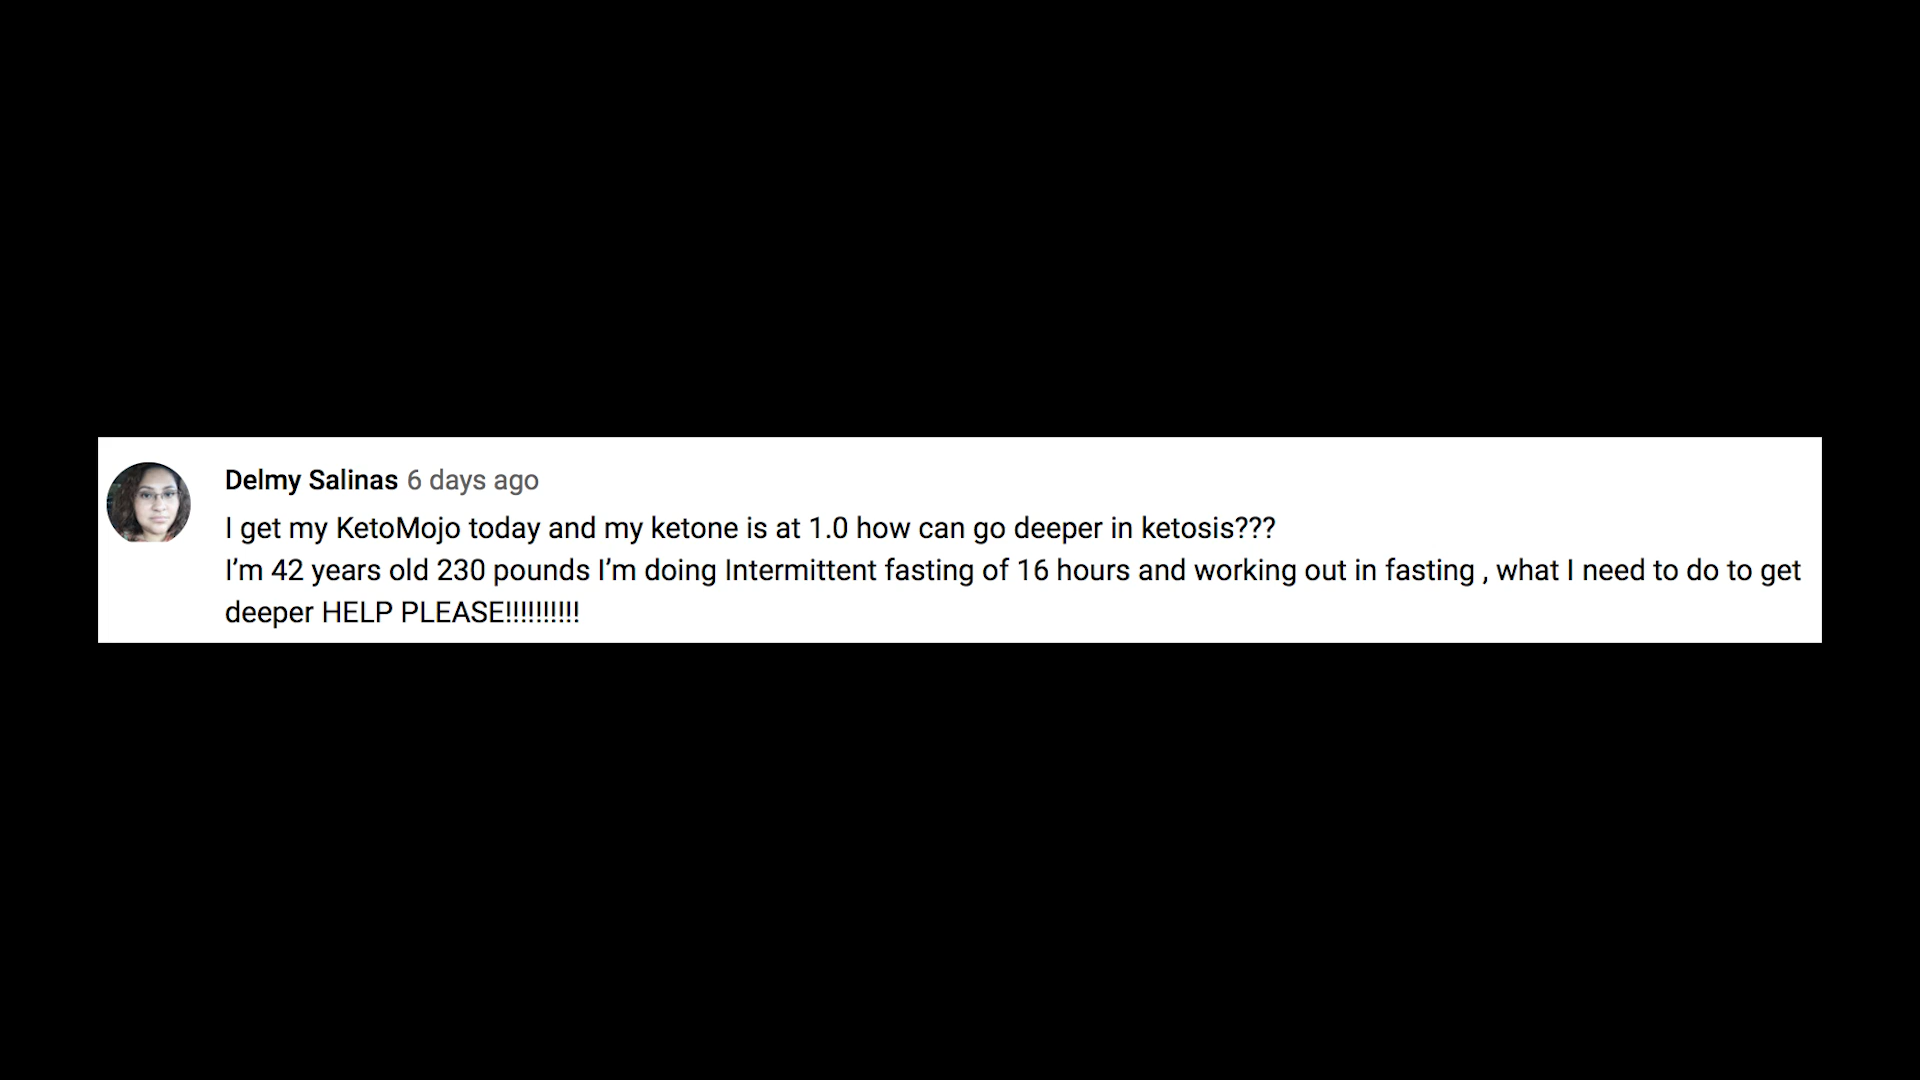 Delmy Salinas 6 days ago
I get my KetoMojo today and my ketone is at 1.0 how can go deeper in ketosis???
I’m 42 years old 230 pounds I’m doing Intermittent fasting of 16 hours and working out in fasting , what I need to do to get
deeper HELP PLEASE!!!!!!!!!!